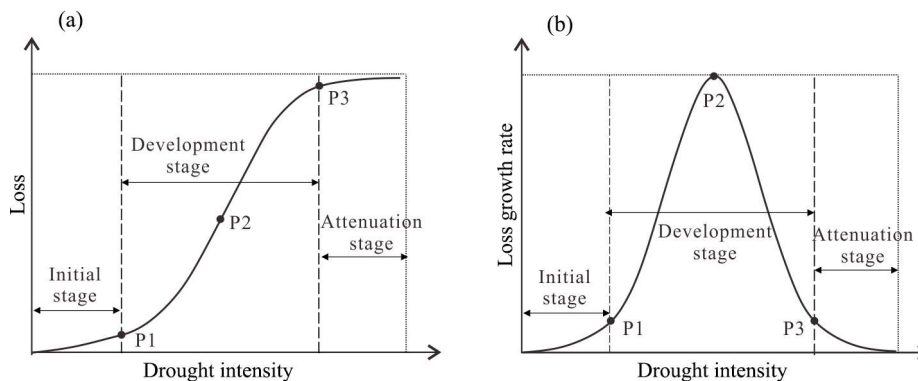 (a)
P3
Development
stage
Loss
P2
Attenuation
stage
Initial
stage
P1
Drought intensity
(b)
P2
Loss growth rate
Development
stage
Attenuation
stage
Initial
stage
P1
P3
Drought intensity